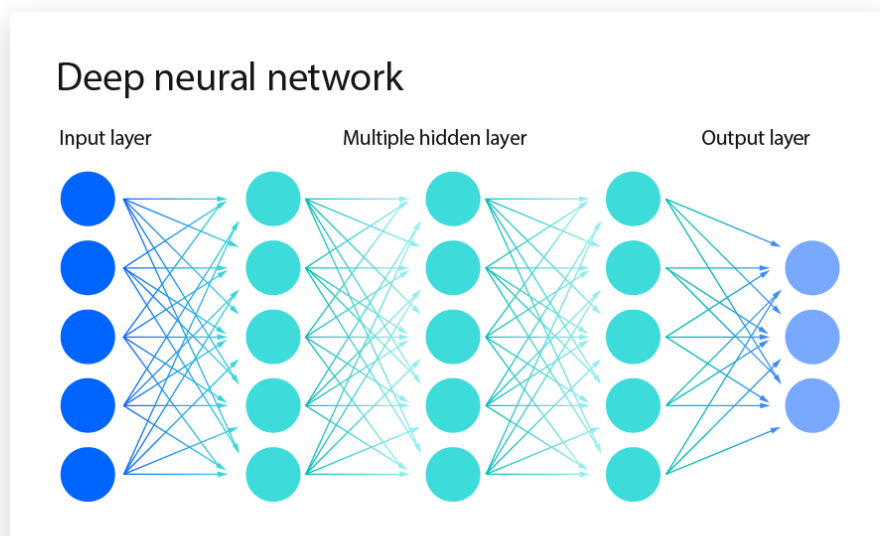 Deep neural network
Input layer
Multiple hidden layer
Output layer